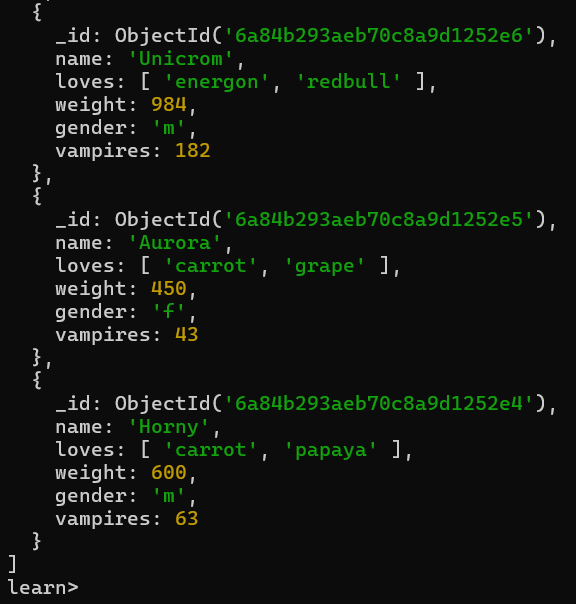 {
_id: ObjectId('6a84b293aeb70c8a9d1252e6'),
name: 'Unicrom',
loves: [ 'energon', 'redbull' ],
weight: 984,
gender: 'm',
vampires: 182
},
{
_id: ObjectId('6a84b293aeb70c8a9d1252e5'),
name: 'Aurora',
loves: [ 'carrot', 'grape' ],
weight: 450,
gender: 'f',
vampires: 43
},
{
_id: ObjectId('6a84b293aeb70c8a9d1252e4'),
name: 'Horny',
loves: [ 'carrot', 'papaya' ],
weight: 600,
gender: 'm',
vampires: 63
}
]
learn>